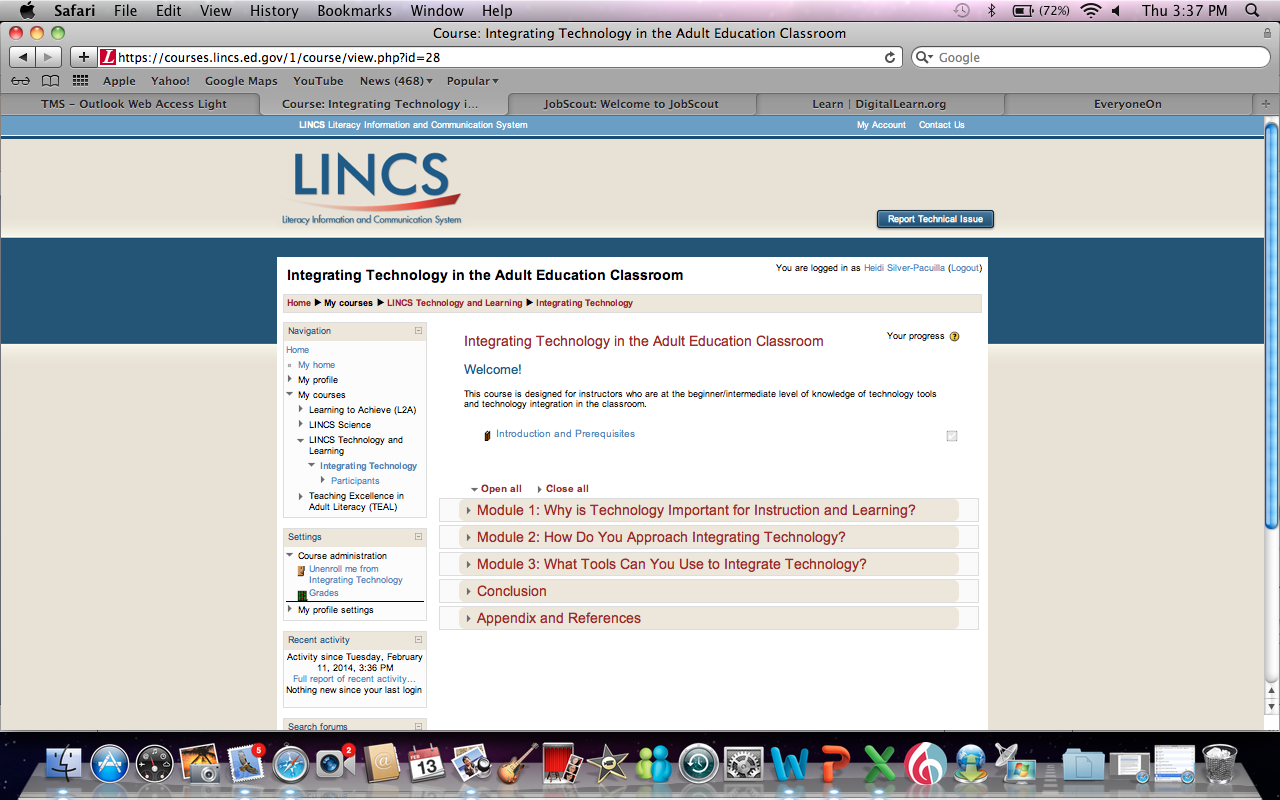 Safari File Edit View History Bookmarks Window Help (72%) Thu 3:37 PM
Course: Integrating Technology in the Adult Education Classroom
https://courses.lincs.ed.gov/1/course/view.php?id=28 Google
Apple Yahoo! Google Maps YouTube News (468) Popular
TMS – Outlook Web Access Light Course: Integrating Technology i... JobScout: Welcome to JobScout Learn | DigitalLearn.org EveryoneOn
LINCS Literacy Information and Communication System My Account Contact Us
LINCS
Literacy Information and Communication System
Report Technical Issue
Integrating Technology in the Adult Education Classroom
You are logged in as Heidi Silver-Pacuilla (Logout)
Home ► My courses ► LINCS Technology and Learning ► Integrating Technology
Navigation
Home
My home
My profile
My courses
Learning to Achieve (L2A)
LINCS Science
LINCS Technology and
Learning
Integrating Technology
Participants
Teaching Excellence in
Adult Literacy (TEAL)
Settings
Course administration
Unenroll me from
Integrating Technology
Grades
My profile settings
Recent activity
Activity since Tuesday, February
11, 2014, 3:36 PM
Full report of recent activity...
Nothing new since your last login
Search forums
Your progress ?
Integrating Technology in the Adult Education Classroom
Welcome!
This course is designed for instructors who are at the beginner/intermediate level of knowledge of technology tools
and technology integration in the classroom.
Introduction and Prerequisites
Open all Close all
Module 1: Why is Technology Important for Instruction and Learning?
Module 2: How Do You Approach Integrating Technology?
Module 3: What Tools Can You Use to Integrate Technology?
Conclusion
Appendix and References
5
2
FEB
13